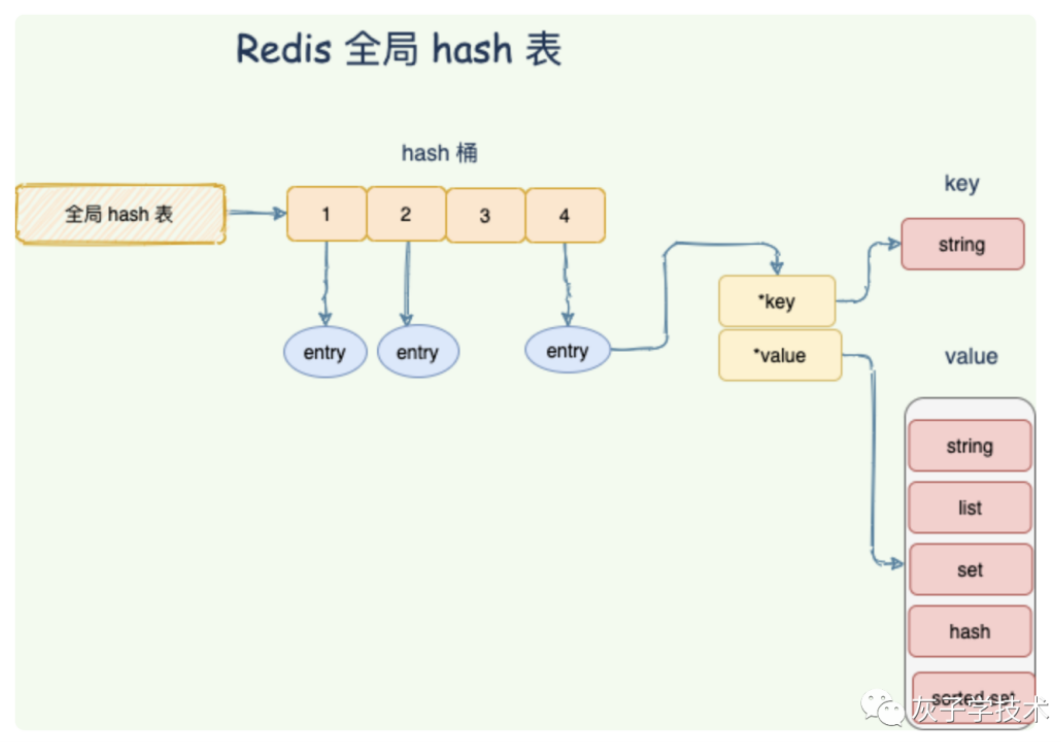 Redis 全局 hash 表
hash 桶
key
全局 hash 表
1
2
3
4
string
*key
entry
entry
entry
*value
value
string
list
set
hash
sorted set
灰子学技术